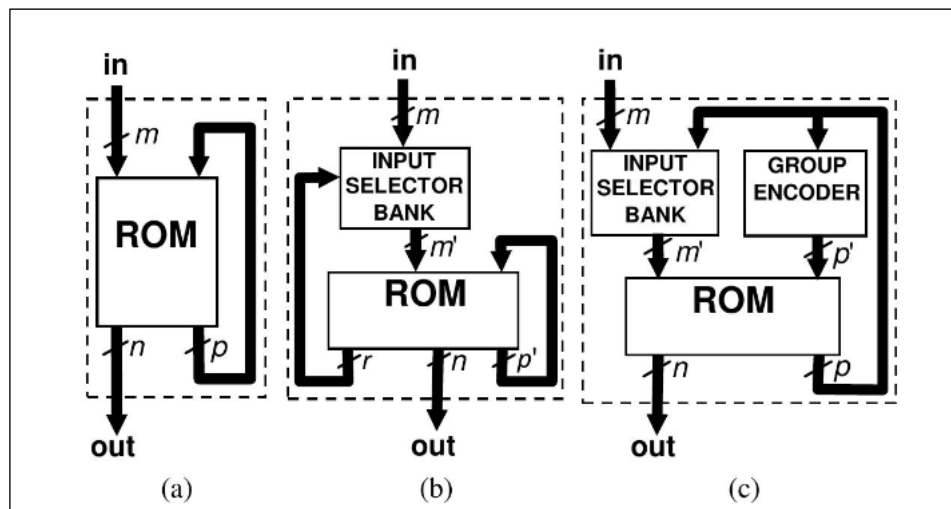 in
m
ROM
n
p
out
(a)
in
m
INPUT
SELECTOR
BANK
m'
ROM
r
n
p'
out
(b)
in
m
INPUT
SELECTOR
BANK
GROUP
ENCODER
m'
p'
ROM
n
p
out
(c)